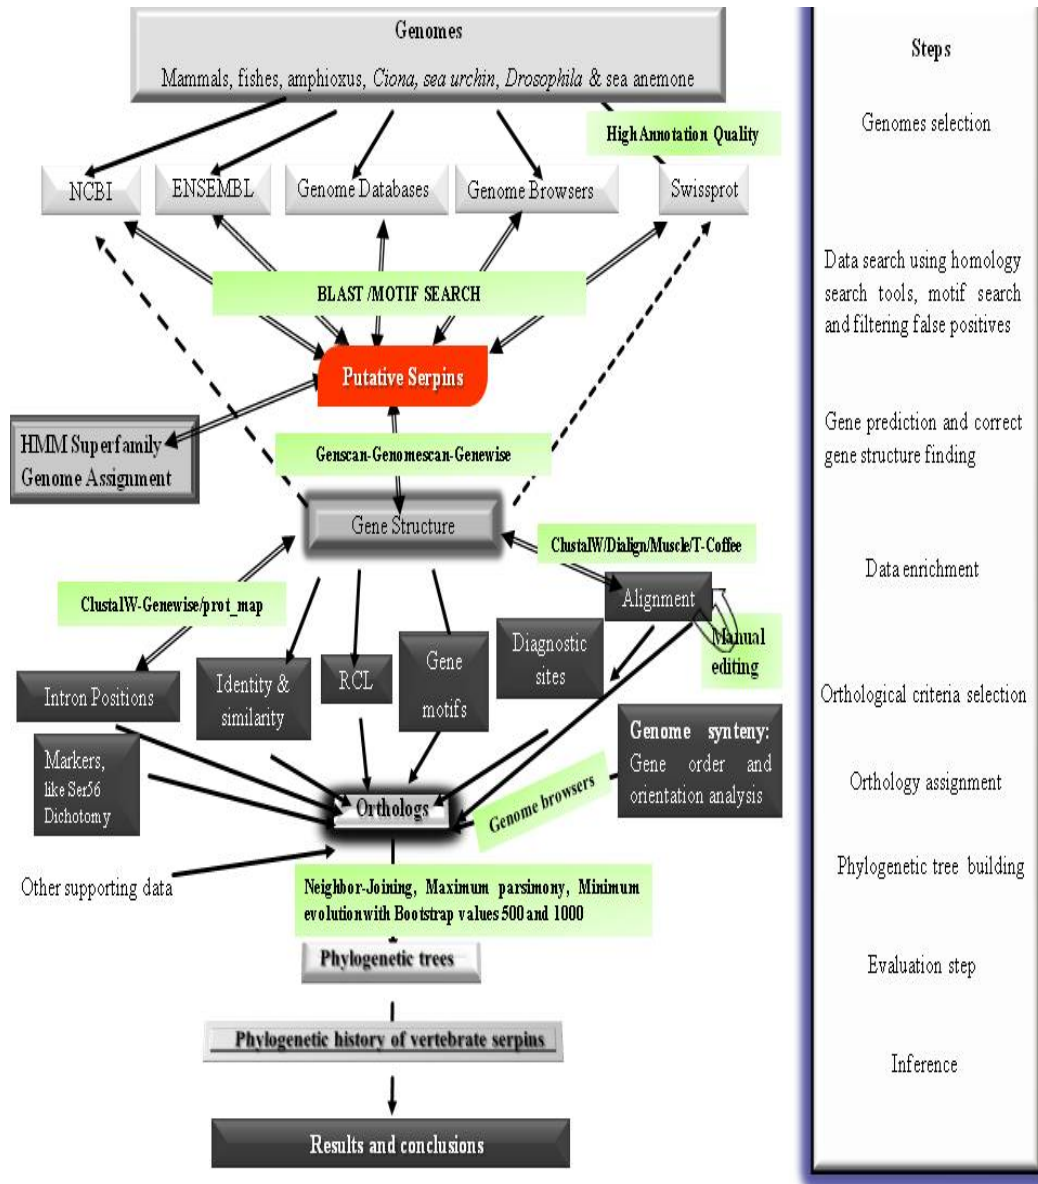 Genomes
Mammals, fishes, amphioxus, Ciona, sea urchin, Drosophila & sea anemone
High Annotation Quality
NCBI
ENSEMBL
Genome Databases
Genome Browsers
Swissprot
BLAST /MOTIF SEARCH
Putative Serpins
HMM Superfamily
Genome Assignment
Genscan-Genomescan-Genewise
Gene Structure
ClustalW/Dialign/Muscle/T-Coffee
ClustalW-Genewise/prot_map
Alignment
Manual
editing
Intron Positions
Identity &
similarity
RCL
Gene
motifs
Diagnostic
sites
Markers,
like Ser56
Dichotomy
Genome synteny:
Gene order and
orientation analysis
Orthologs
Genome browsers
Other supporting data
Neighbor-Joining, Maximum parsimony, Minimum
evolution with Bootstrap values 500 and 1000
Phylogenetic trees
Phylogenetic history of vertebrate serpins
Results and conclusions
Steps
Genomes selection
Data search using homology
search tools, motif search
and filtering false positives
Gene prediction and correct
gene structure finding
Data enrichment
Orthological criteria selection
Orthology assignment
Phylogenetic tree building
Evaluation step
Inference